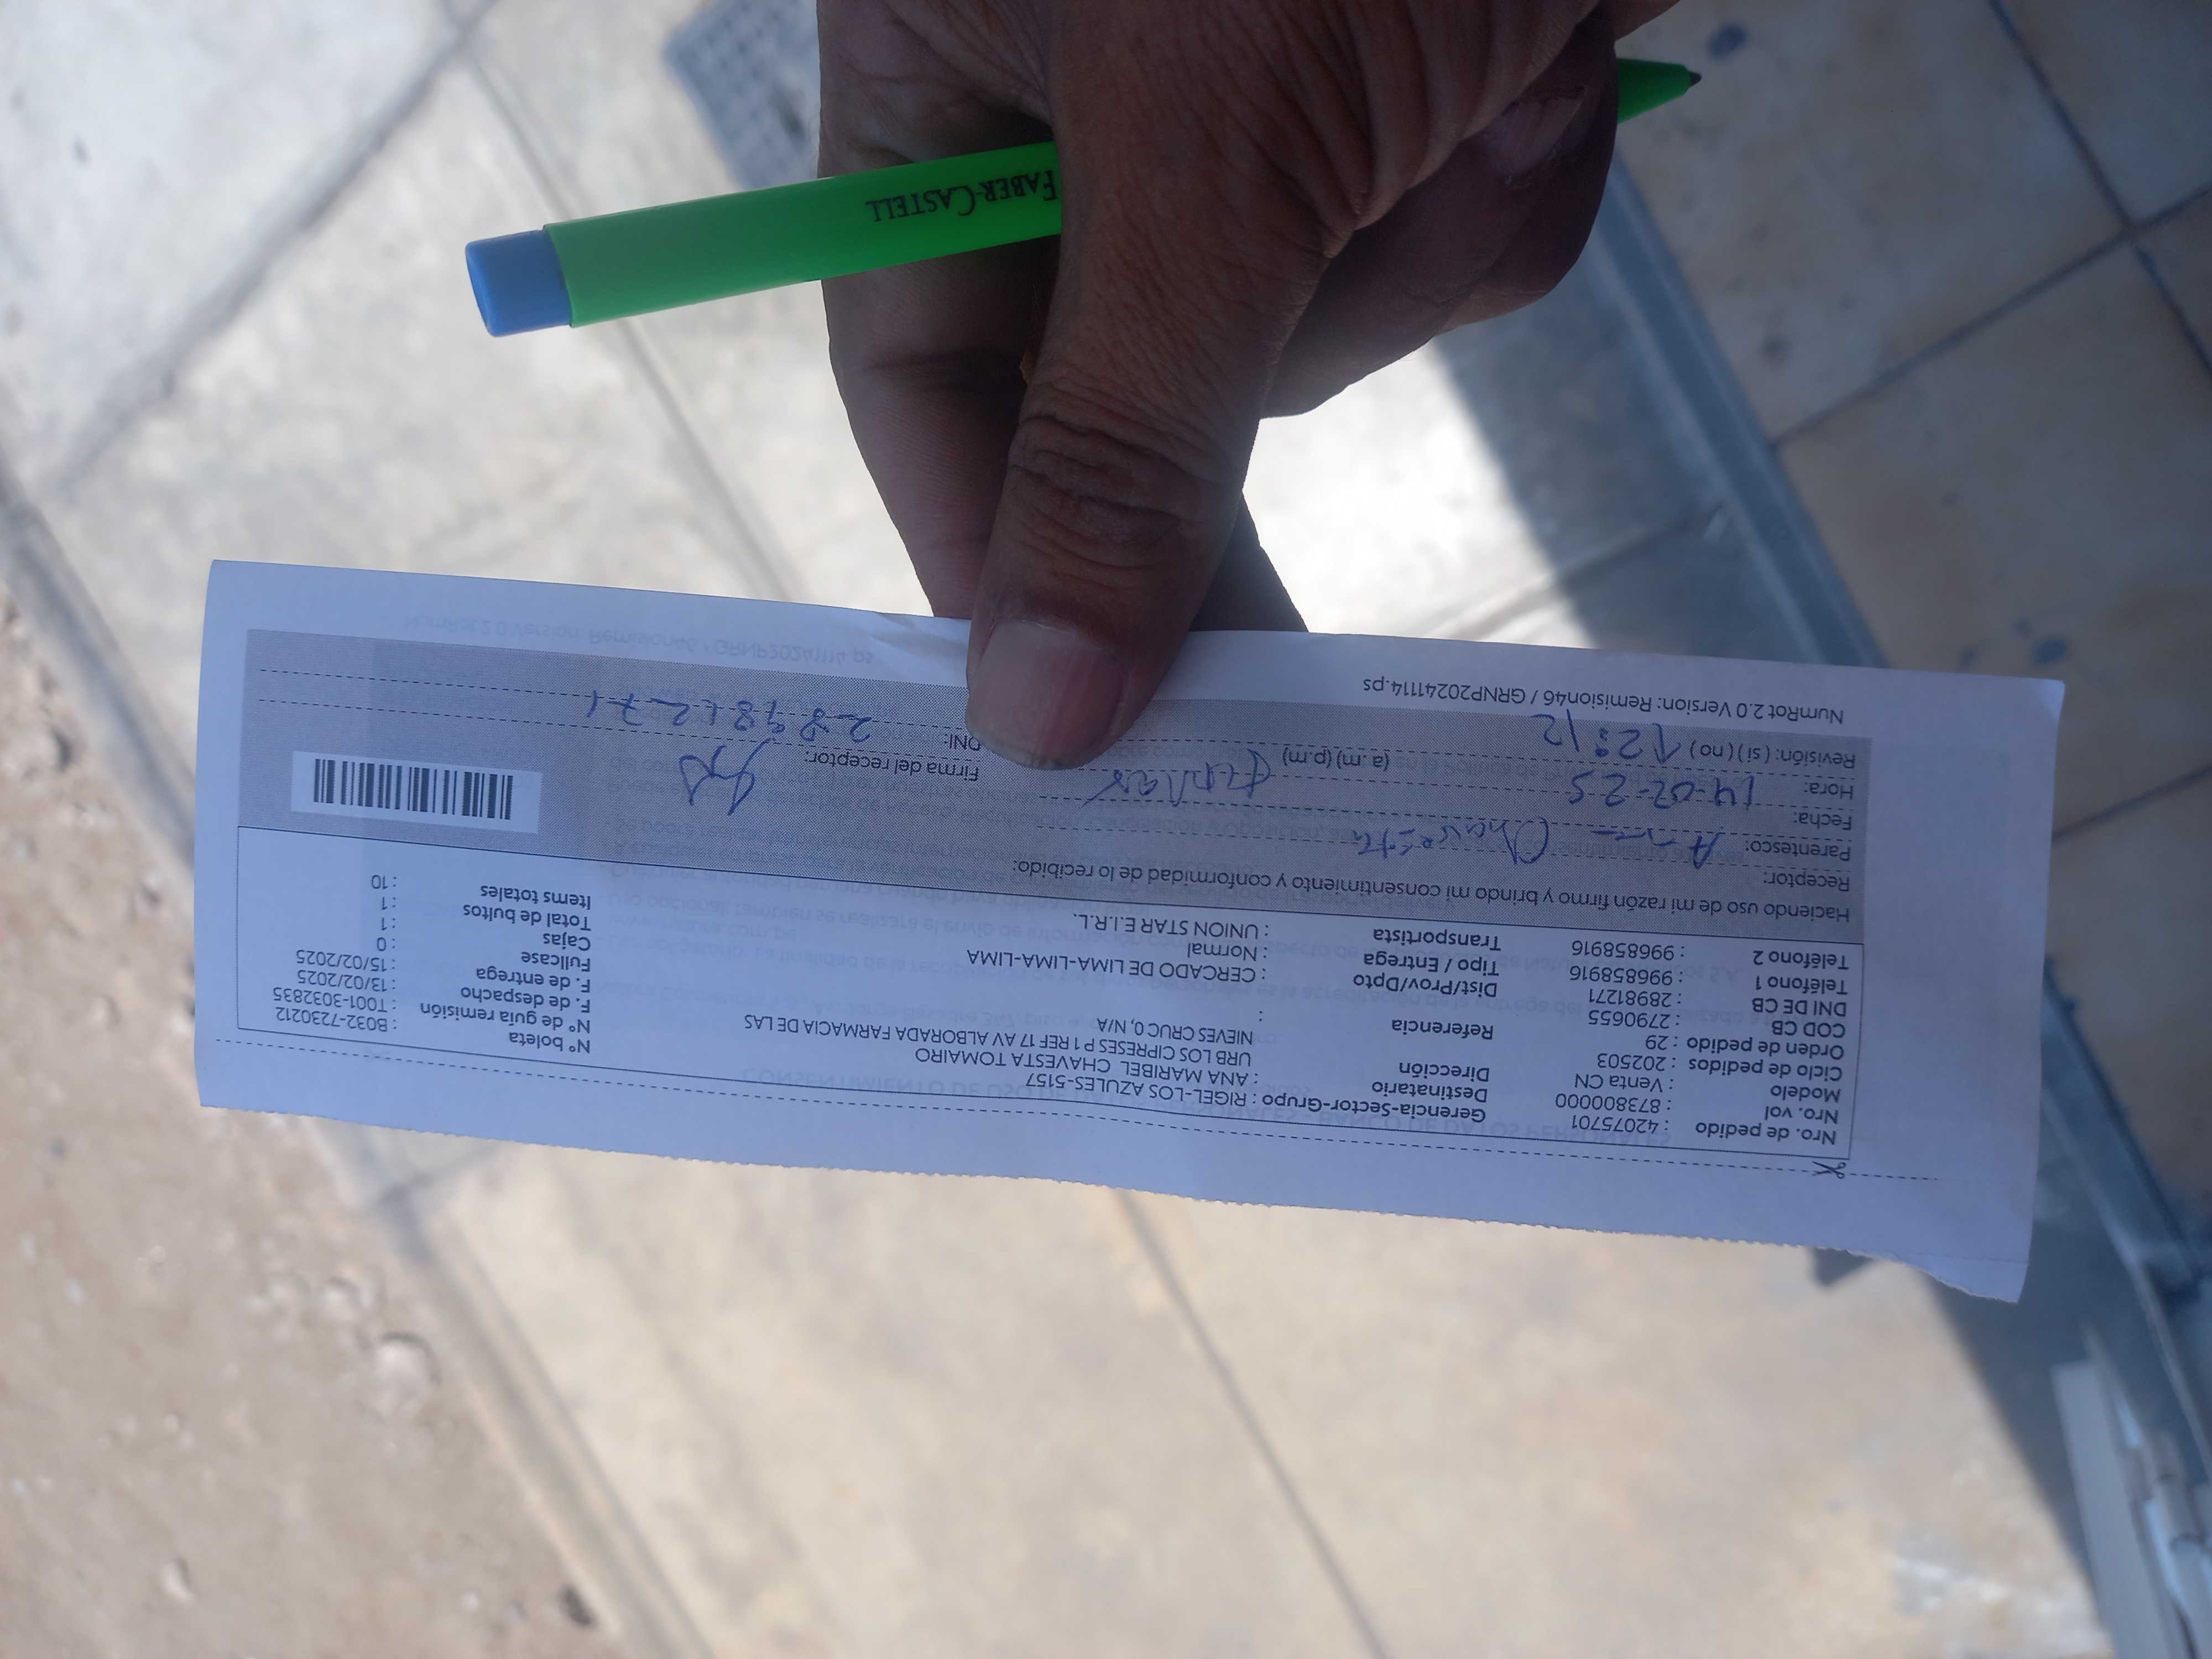 Nro. de pedido : 42075701
Nro. vol : 873800000
Modelo : Venta CN
Ciclo de pedidos : 202503
Orden de pedido : 29
COD CB : 2790655
DNI DE CB : 28981271
Teléfono 1 : 996858916
Teléfono 2 : 996858916
Gerencia-Sector-Grupo : RIGEL-LOS AZULES-5157
Destinatario : ANA MARIBEL CHAVESTA TOMAIRO
Dirección URB LOS CIPRESES P 1 REF 17 AV ALBORADA FARMACIA DE LAS
NIEVES CRUC 0, N/A
Referencia :
Dist/Prov/Dpto : CERCADO DE LIMA-LIMA-LIMA
Tipo / Entrega : Normal
Transportista : UNION STAR E.I.R.L.
N° boleta : B032-7230212
N° de guía remisión : T001-3032835
F. de despacho : 13/02/2025
F. de entrega : 15/02/2025
Fullcase : 0
Cajas : 1
Total de bultos : 1
Items totales : 10
Haciendo uso de mi razón firmo y brindo mi consentimiento y conformidad de lo recibido:
Receptor:
Parentesco: Chavesta
Fecha: 14-02-25
Hora: (a.m) (p.m)
Revisión: (si) (no) 12:12
Firma del receptor:
DNI: 28981271
NumRot 2.0 Version: Remision46 / GRNP20241114.ps
FABER-CASTELL